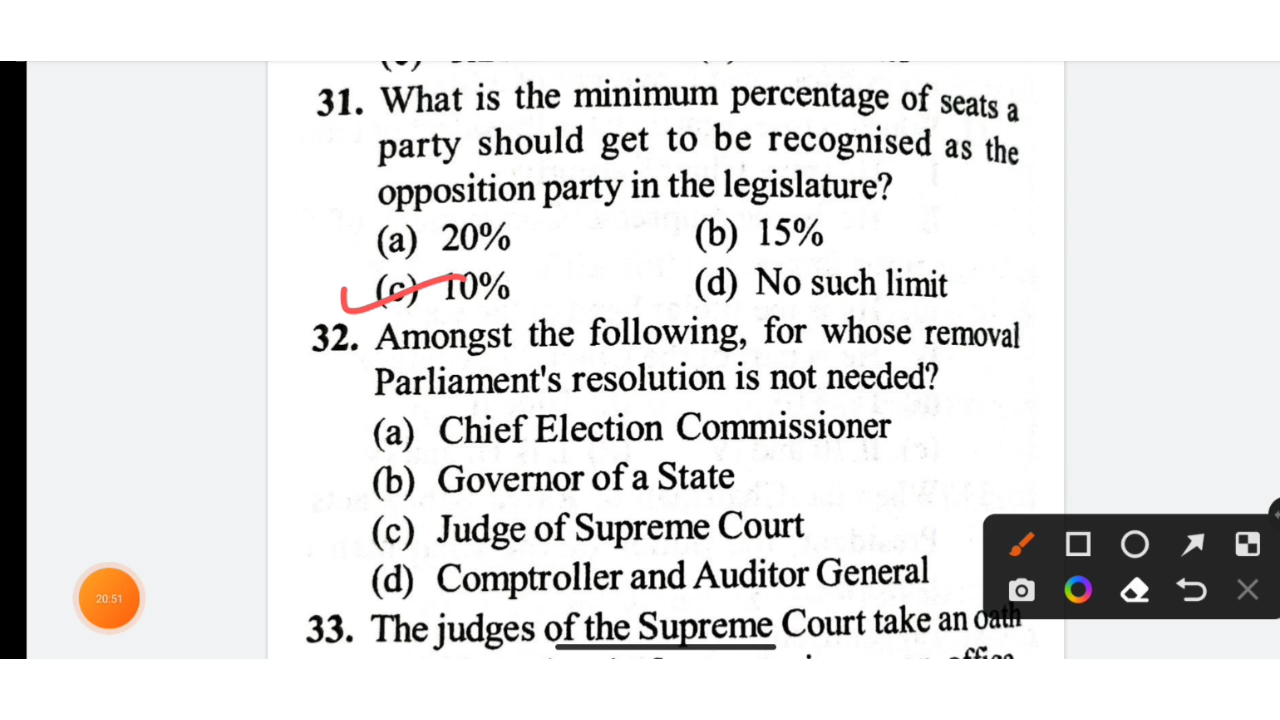 31. What is the minimum percentage of seats a
party should get to be recognised as the
opposition party in the legislature?
(a) 20% (b) 15%
(c) 10% (d) No such limit
32. Amongst the following, for whose removal
Parliament's resolution is not needed?
(a) Chief Election Commissioner
(b) Governor of a State
(c) Judge of Supreme Court
(d) Comptroller and Auditor General
33. The judges of the Supreme Court take an oath
20:51